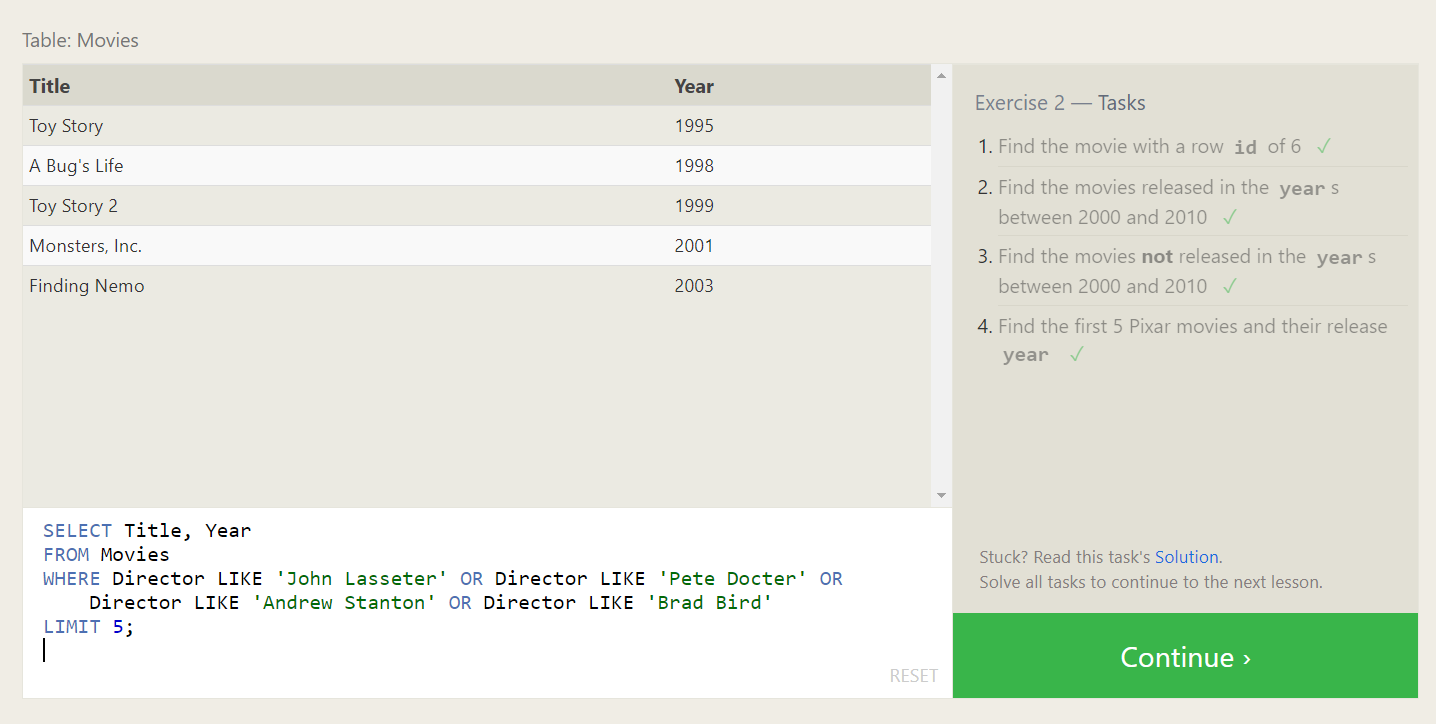 Table: Movies
Title Year
Toy Story 1995
A Bug's Life 1998
Toy Story 2 1999
Monsters, Inc. 2001
Finding Nemo 2003
SELECT Title, Year
FROM Movies
WHERE Director LIKE 'John Lasseter' OR Director LIKE 'Pete Docter' OR
Director LIKE 'Andrew Stanton' OR Director LIKE 'Brad Bird'
LIMIT 5;
RESET
Exercise 2 — Tasks
1. Find the movie with a row id of 6 ✓
2. Find the movies released in the year s
between 2000 and 2010 ✓
3. Find the movies not released in the year s
between 2000 and 2010 ✓
4. Find the first 5 Pixar movies and their release
year ✓
Stuck? Read this task's Solution.
Solve all tasks to continue to the next lesson.
Continue ›